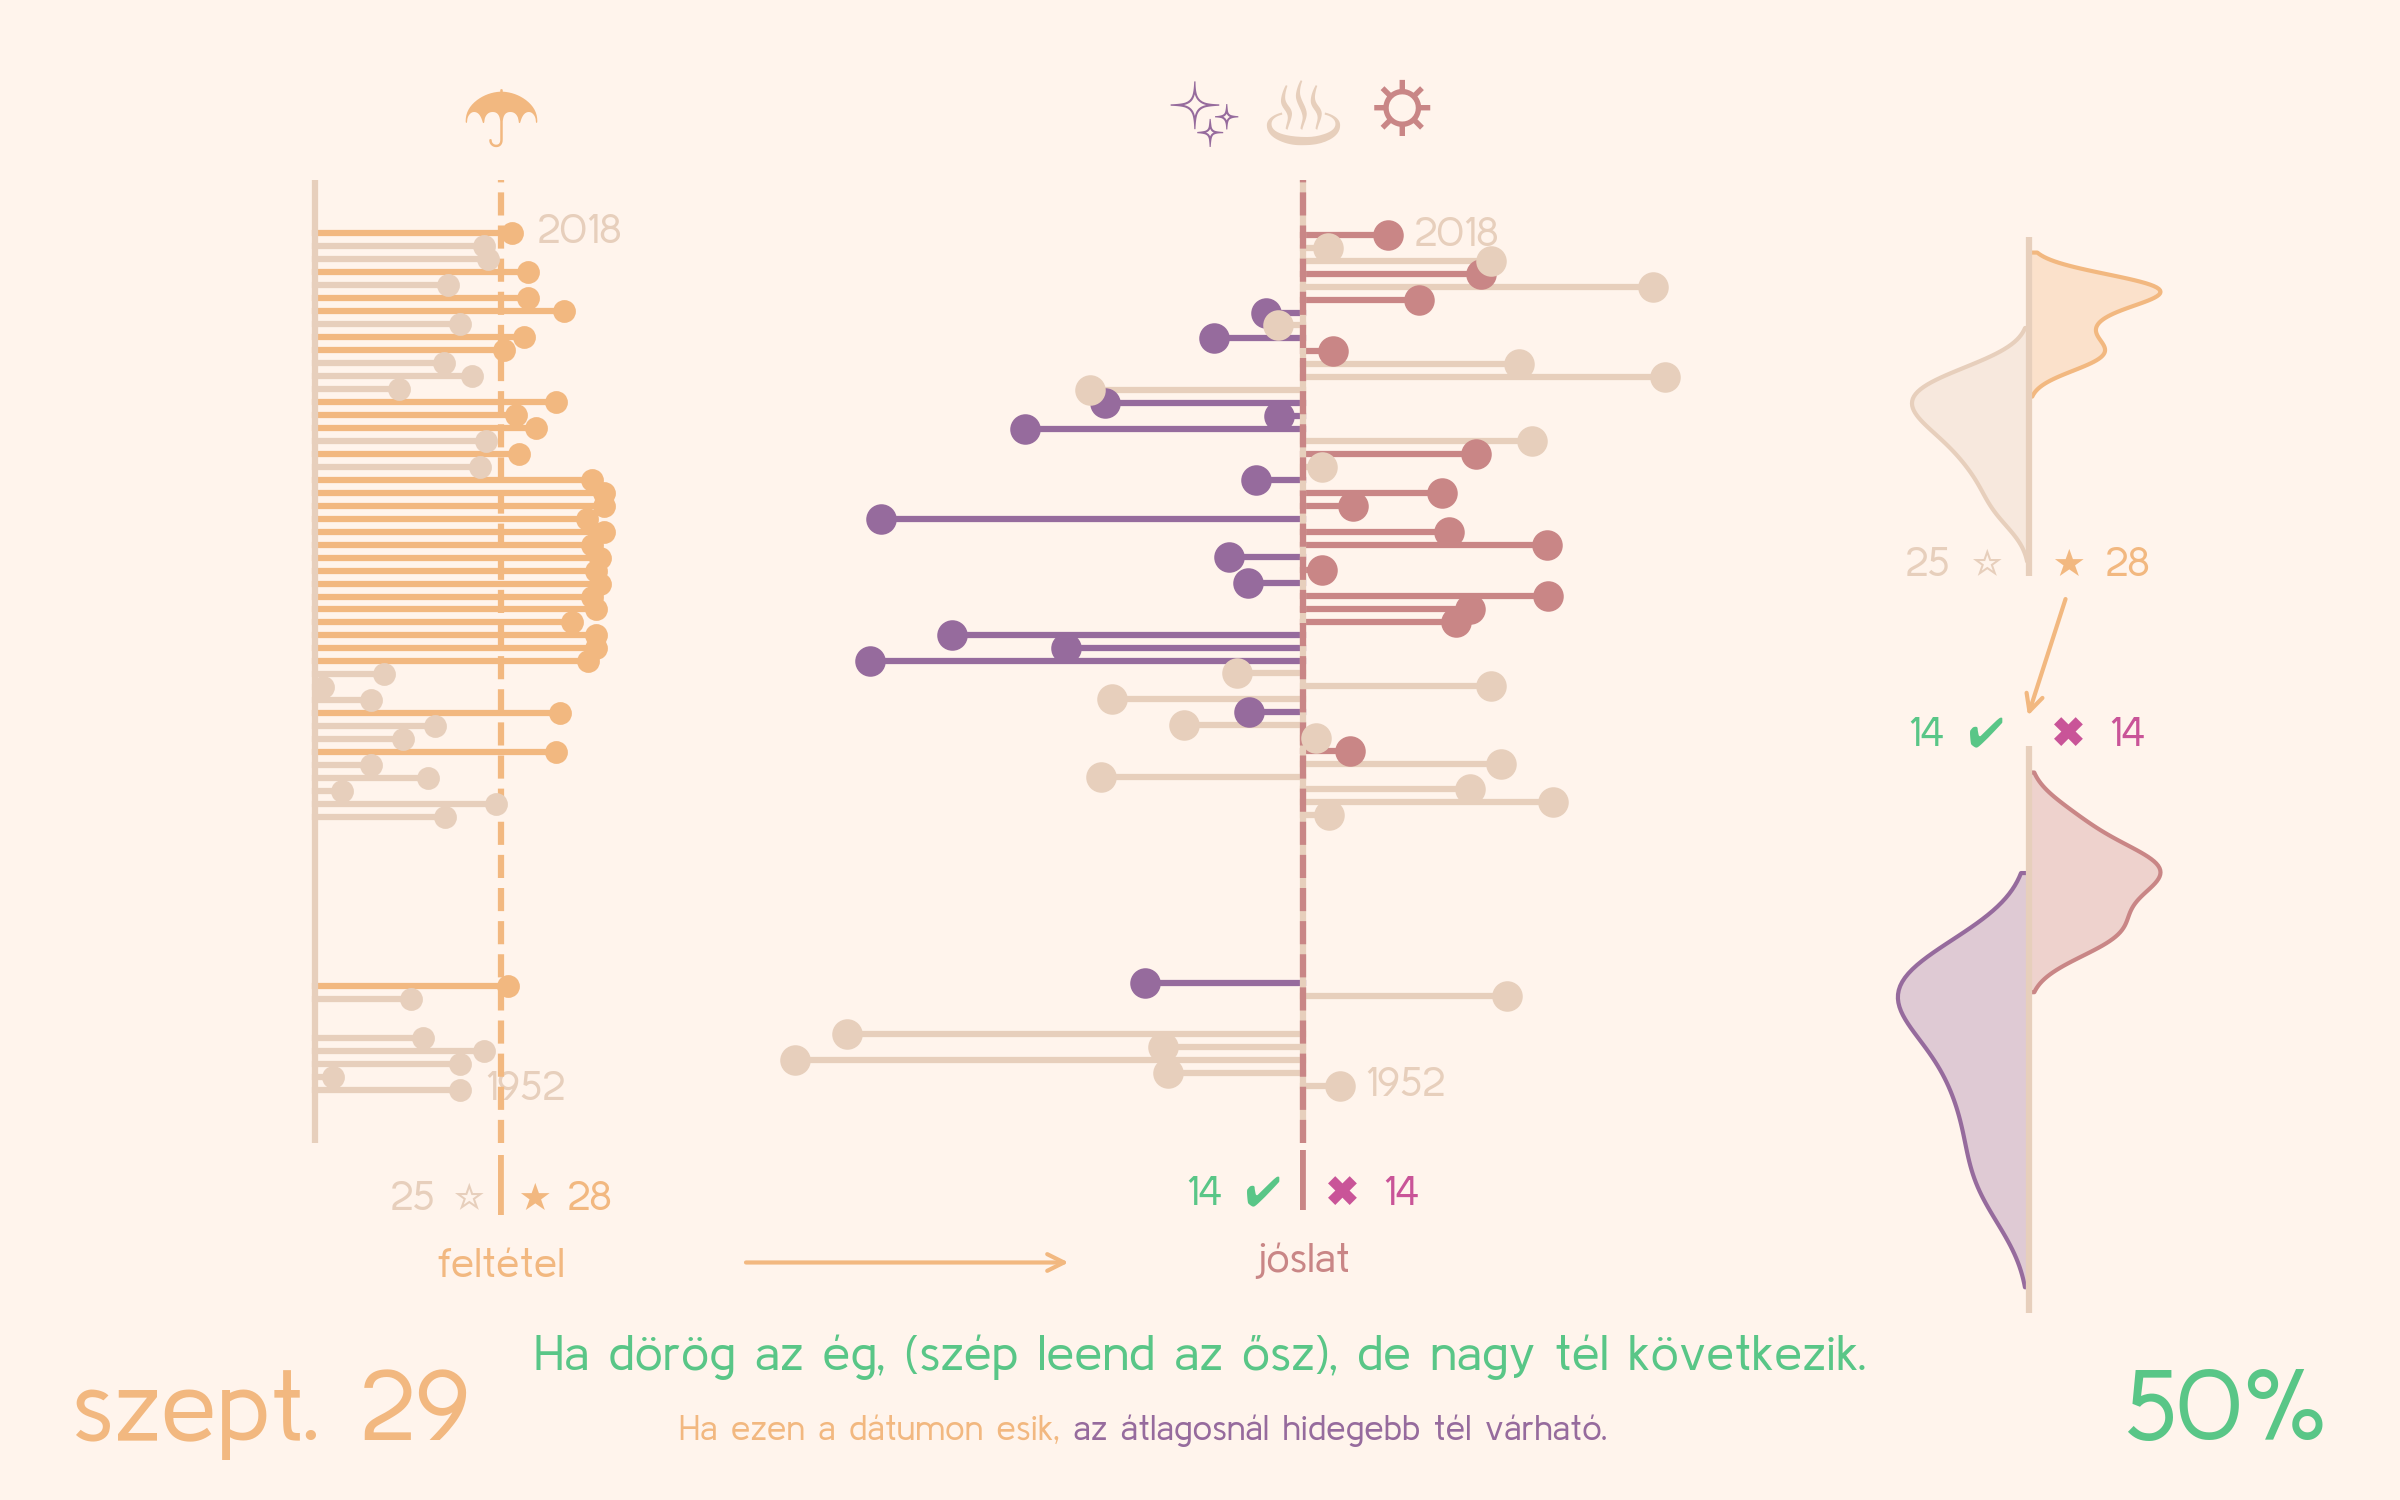 2018
2018
25 ☆ ★ 28
14 ✔ ✖ 14
1952
1952
25 ☆ ★ 28
14 ✔ ✖ 14
feltétel
jóslat
Ha dörög az ég, (szép leend az ősz), de nagy tél következik.
szept. 29
50%
Ha ezen a dátumon esik, az átlagosnál hidegebb tél várható.